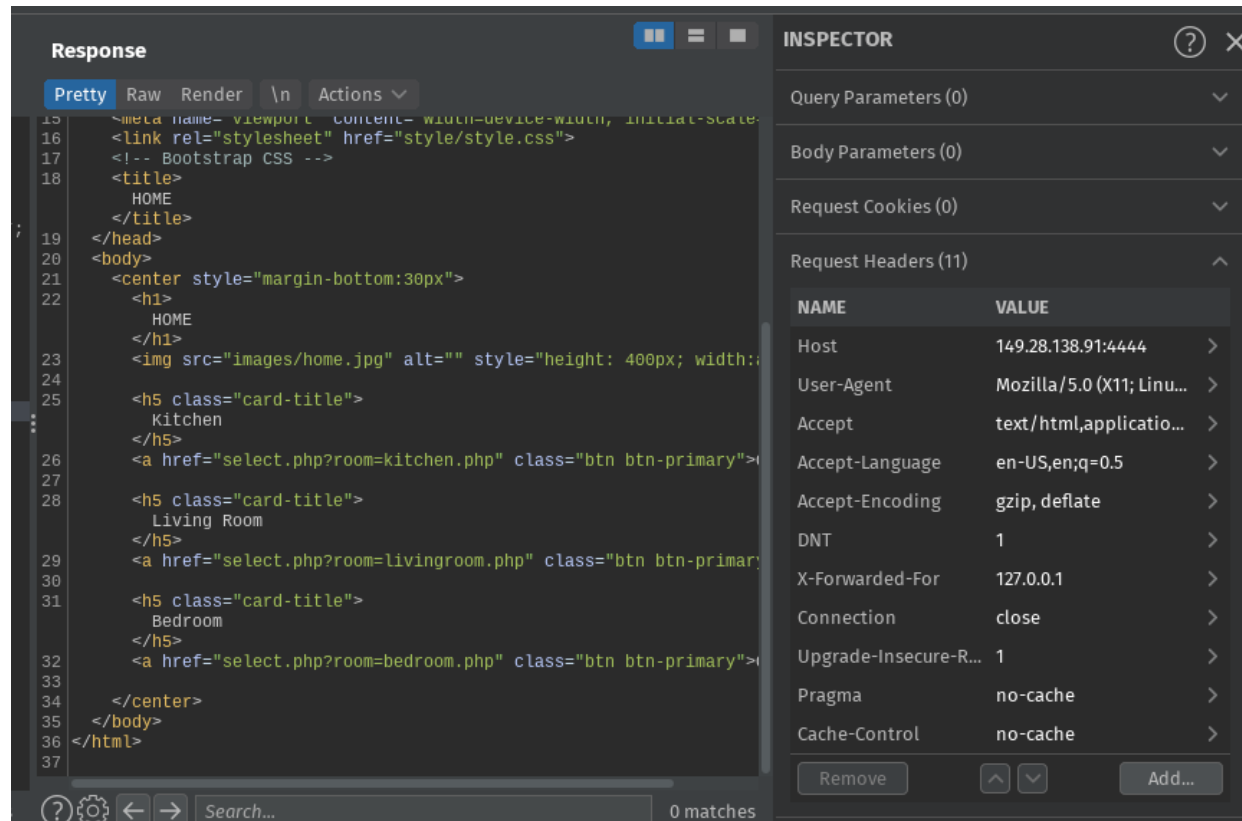 Response
Pretty Raw Render \n Actions
15 <meta name="viewport" content="width=device-width, initial-scale=
16 <link rel="stylesheet" href="style/style.css">
17 <!-- Bootstrap CSS -->
18 <title>
HOME
</title>
;
19 </head>
20 <body>
21 <center style="margin-bottom:30px">
22 <h1>
HOME
</h1>
23 <img src="images/home.jpg" alt="" style="height: 400px; width:a
24
25 <h5 class="card-title">
Kitchen
</h5>
26 <a href="select.php?room=kitchen.php" class="btn btn-primary">
27
28 <h5 class="card-title">
Living Room
</h5>
29 <a href="select.php?room=livingroom.php" class="btn btn-primary
30
31 <h5 class="card-title">
Bedroom
</h5>
32 <a href="select.php?room=bedroom.php" class="btn btn-primary">
33
34 </center>
35 </body>
36 </html>
37
Search...
0 matches
INSPECTOR
Query Parameters (0)
Body Parameters (0)
Request Cookies (0)
Request Headers (11)
NAME VALUE
Host 149.28.138.91:4444
User-Agent Mozilla/5.0 (X11; Linu...
Accept text/html,applicatio...
Accept-Language en-US,en;q=0.5
Accept-Encoding gzip, deflate
DNT 1
X-Forwarded-For 127.0.0.1
Connection close
Upgrade-Insecure-R... 1
Pragma no-cache
Cache-Control no-cache
Remove Add...